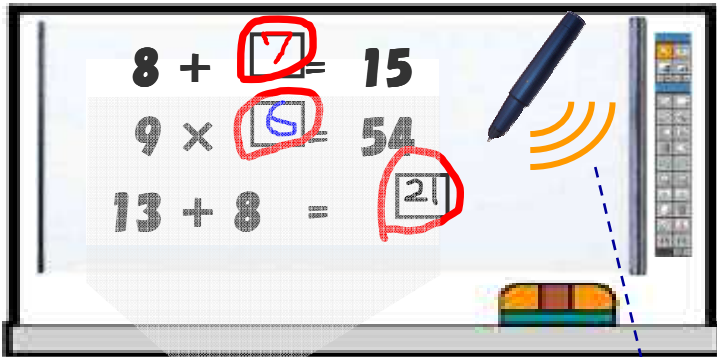 8 + 7 = 15
9 × 6 = 54
13 + 8 = 21